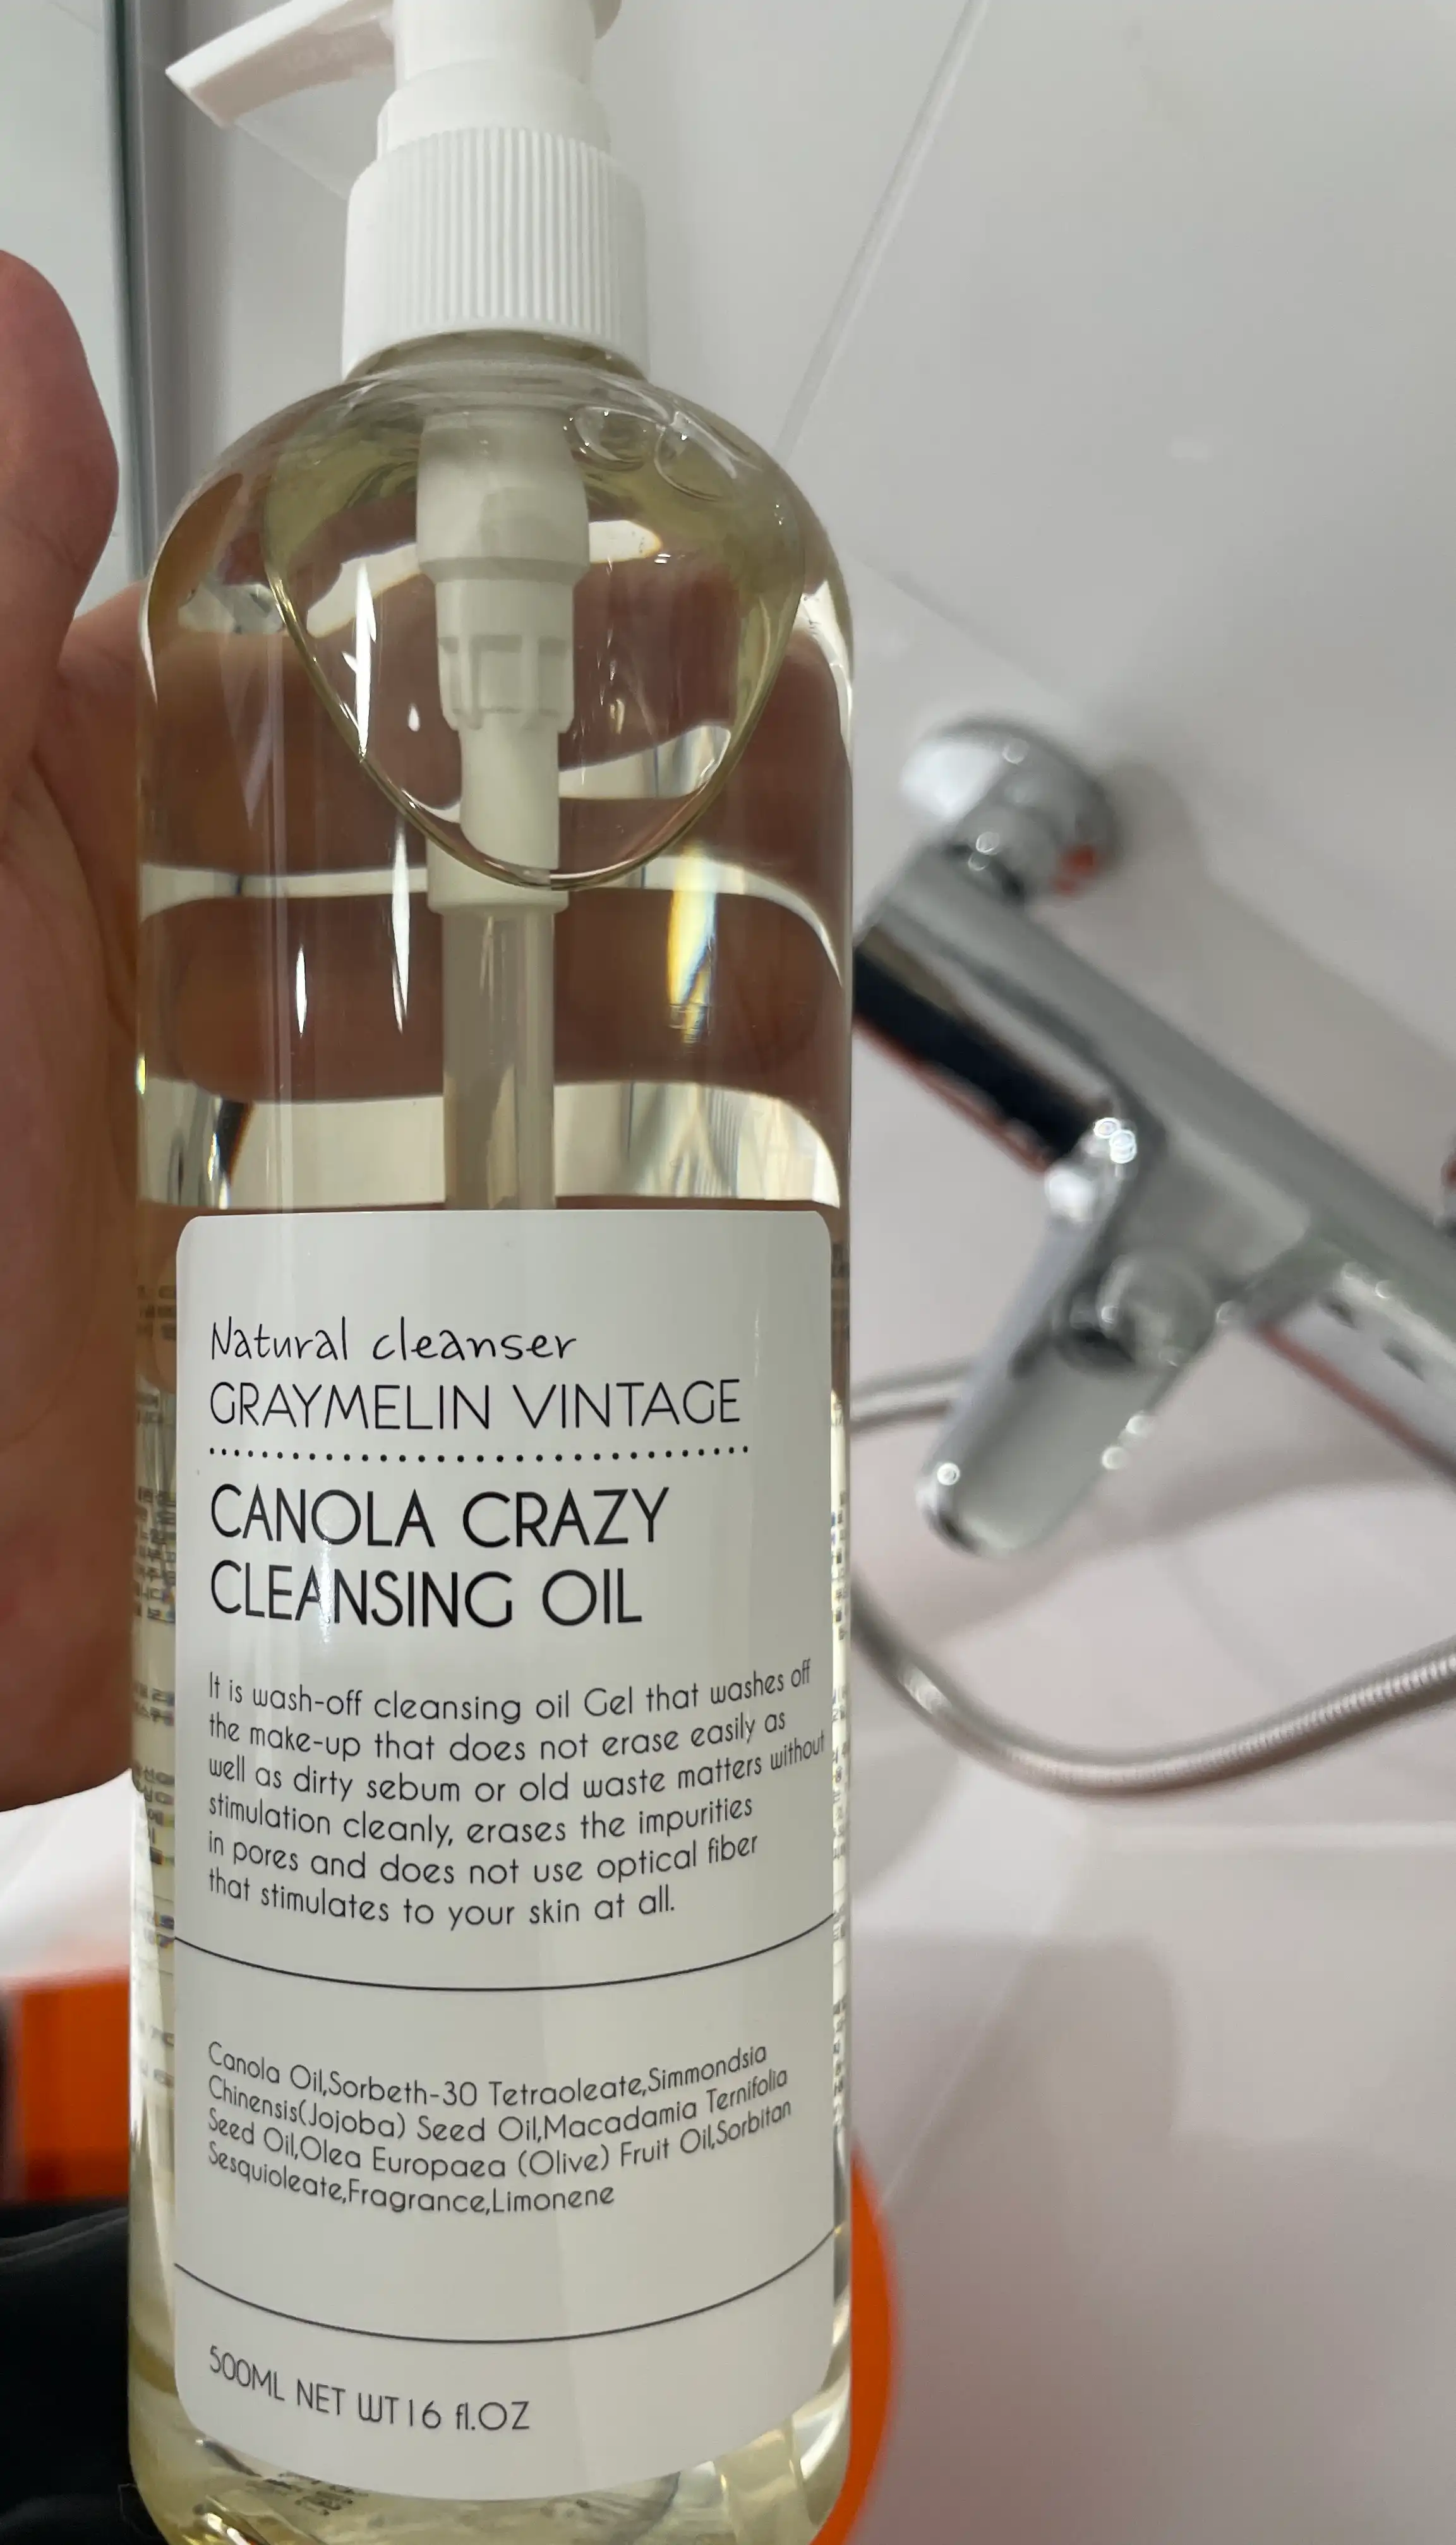 Natural cleanser
GRAYMELIN VINTAGE
CANOLA CRAZY
CLEANSING OIL
It is wash-off cleansing oil Gel that washes off
the make-up that does not erase easily as
well as dirty sebum or old waste matters without
stimulation cleanly, erases the impurities
in pores and does not use optical fiber
that stimulates to your skin at all.
Canola Oil,Sorbeth-30 Tetraoleate,Simmondsia
Chinensis(Jojoba) Seed Oil,Macadamia Ternifolia
Seed Oil,Olea Europaea (Olive) Fruit Oil,Sorbitan
Sesquioleate,Fragrance,Limonene
500ML NET WT16 fl.OZ